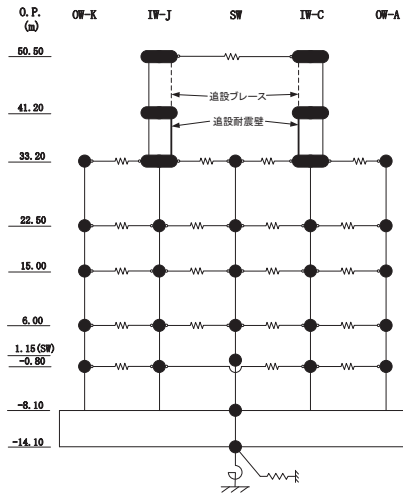 O.P.
(m)
OW-K
IW-J
SW
IW-C
OW-A
50.50
追設ブレース
41.20
追設耐震壁
33.20
22.50
15.00
6.00
1.15(SW)
-0.80
-8.10
-14.10